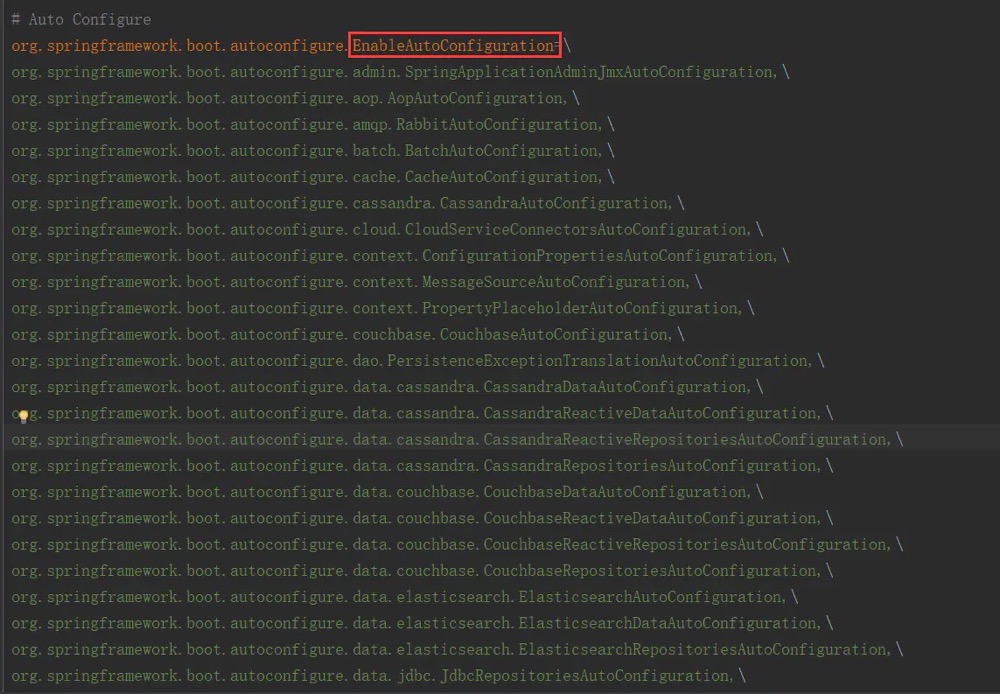 # Auto Configure
org.springframework.boot.autoconfigure.EnableAutoConfiguration=\
org.springframework.boot.autoconfigure.admin.SpringApplicationAdminJmxAutoConfiguration,\
org.springframework.boot.autoconfigure.aop.AopAutoConfiguration,\
org.springframework.boot.autoconfigure.amqp.RabbitAutoConfiguration,\
org.springframework.boot.autoconfigure.batch.BatchAutoConfiguration,\
org.springframework.boot.autoconfigure.cache.CacheAutoConfiguration,\
org.springframework.boot.autoconfigure.cassandra.CassandraAutoConfiguration,\
org.springframework.boot.autoconfigure.cloud.CloudServiceConnectorsAutoConfiguration,\
org.springframework.boot.autoconfigure.context.ConfigurationPropertiesAutoConfiguration,\
org.springframework.boot.autoconfigure.context.MessageSourceAutoConfiguration,\
org.springframework.boot.autoconfigure.context.PropertyPlaceholderAutoConfiguration,\
org.springframework.boot.autoconfigure.couchbase.CouchbaseAutoConfiguration,\
org.springframework.boot.autoconfigure.dao.PersistenceExceptionTranslationAutoConfiguration,\
org.springframework.boot.autoconfigure.data.cassandra.CassandraDataAutoConfiguration,\
org.springframework.boot.autoconfigure.data.cassandra.CassandraReactiveDataAutoConfiguration,\
org.springframework.boot.autoconfigure.data.cassandra.CassandraReactiveRepositoriesAutoConfiguration,\
org.springframework.boot.autoconfigure.data.cassandra.CassandraRepositoriesAutoConfiguration,\
org.springframework.boot.autoconfigure.data.couchbase.CouchbaseDataAutoConfiguration,\
org.springframework.boot.autoconfigure.data.couchbase.CouchbaseReactiveDataAutoConfiguration,\
org.springframework.boot.autoconfigure.data.couchbase.CouchbaseReactiveRepositoriesAutoConfiguration,\
org.springframework.boot.autoconfigure.data.couchbase.CouchbaseRepositoriesAutoConfiguration,\
org.springframework.boot.autoconfigure.data.elasticsearch.ElasticsearchAutoConfiguration,\
org.springframework.boot.autoconfigure.data.elasticsearch.ElasticsearchDataAutoConfiguration,\
org.springframework.boot.autoconfigure.data.elasticsearch.ElasticsearchRepositoriesAutoConfiguration,\
org.springframework.boot.autoconfigure.data.jdbc.JdbcRepositoriesAutoConfiguration,\